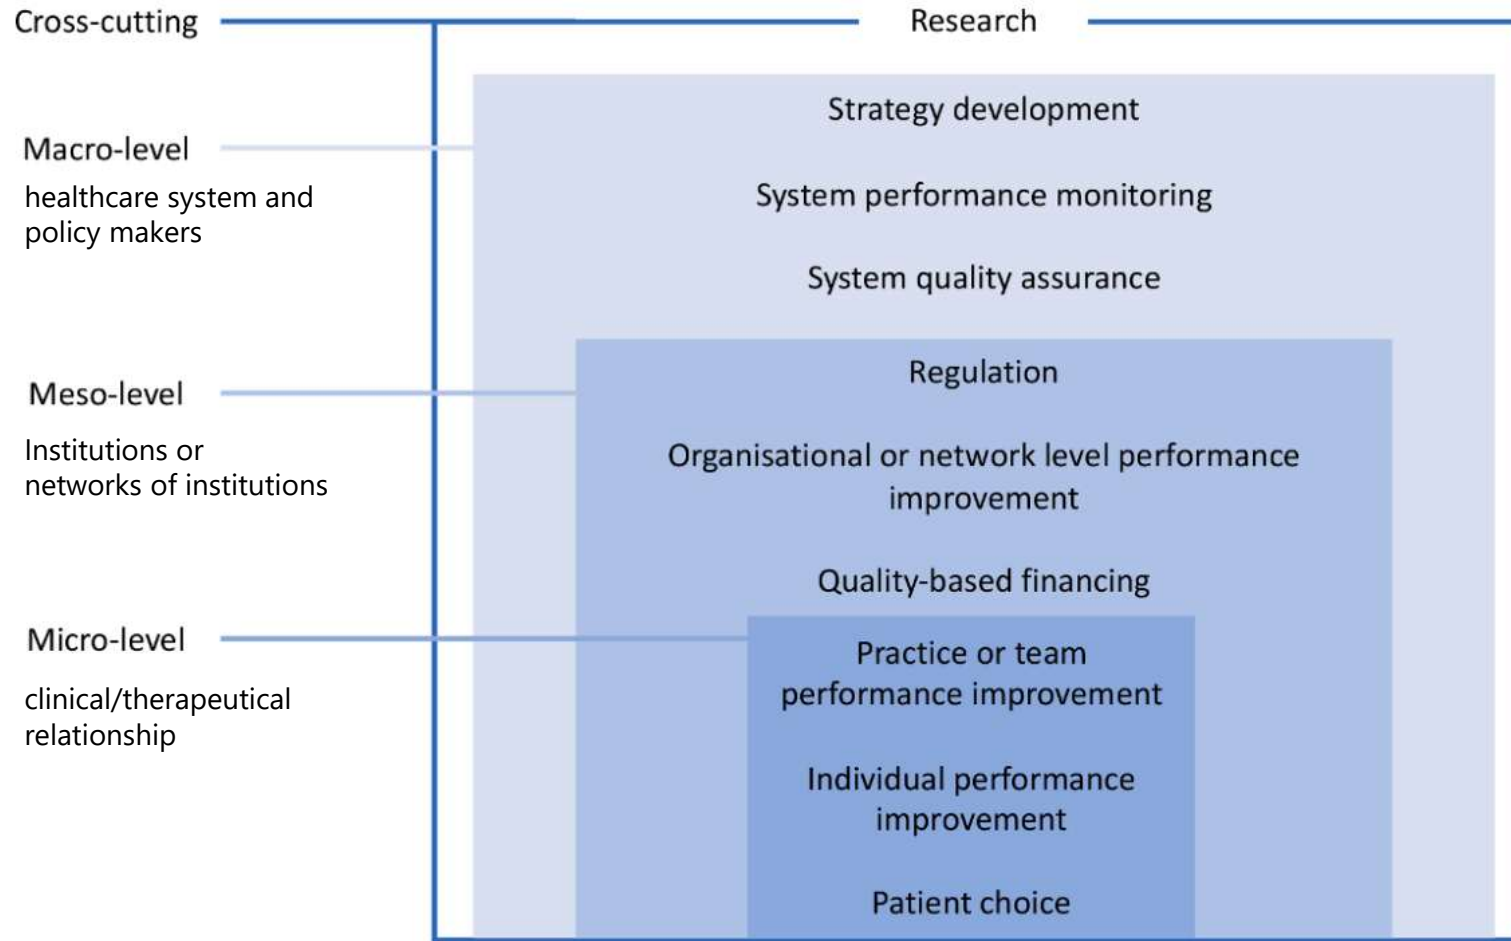 Cross-cutting
Research
Strategy development
Macro-level
healthcare system and
policy makers
System performance monitoring
System quality assurance
Regulation
Meso-level
Institutions or
networks of institutions
Organisational or network level performance
improvement
Quality-based financing
Micro-level
clinical/therapeutical
relationship
Practice or team
performance improvement
Individual performance
improvement
Patient choice